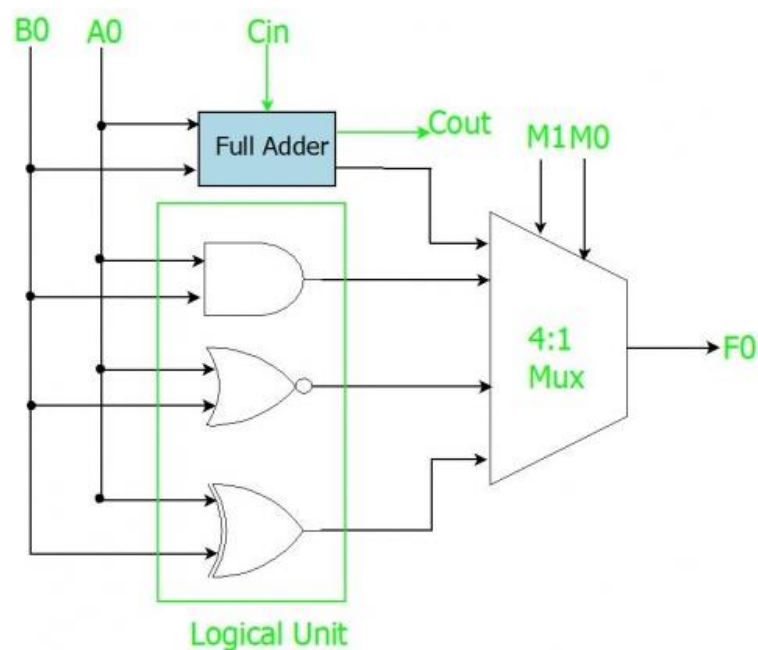 B0 A0 Cin
Full Adder
Cout
M1M0
4:1
Mux
F0
Logical Unit